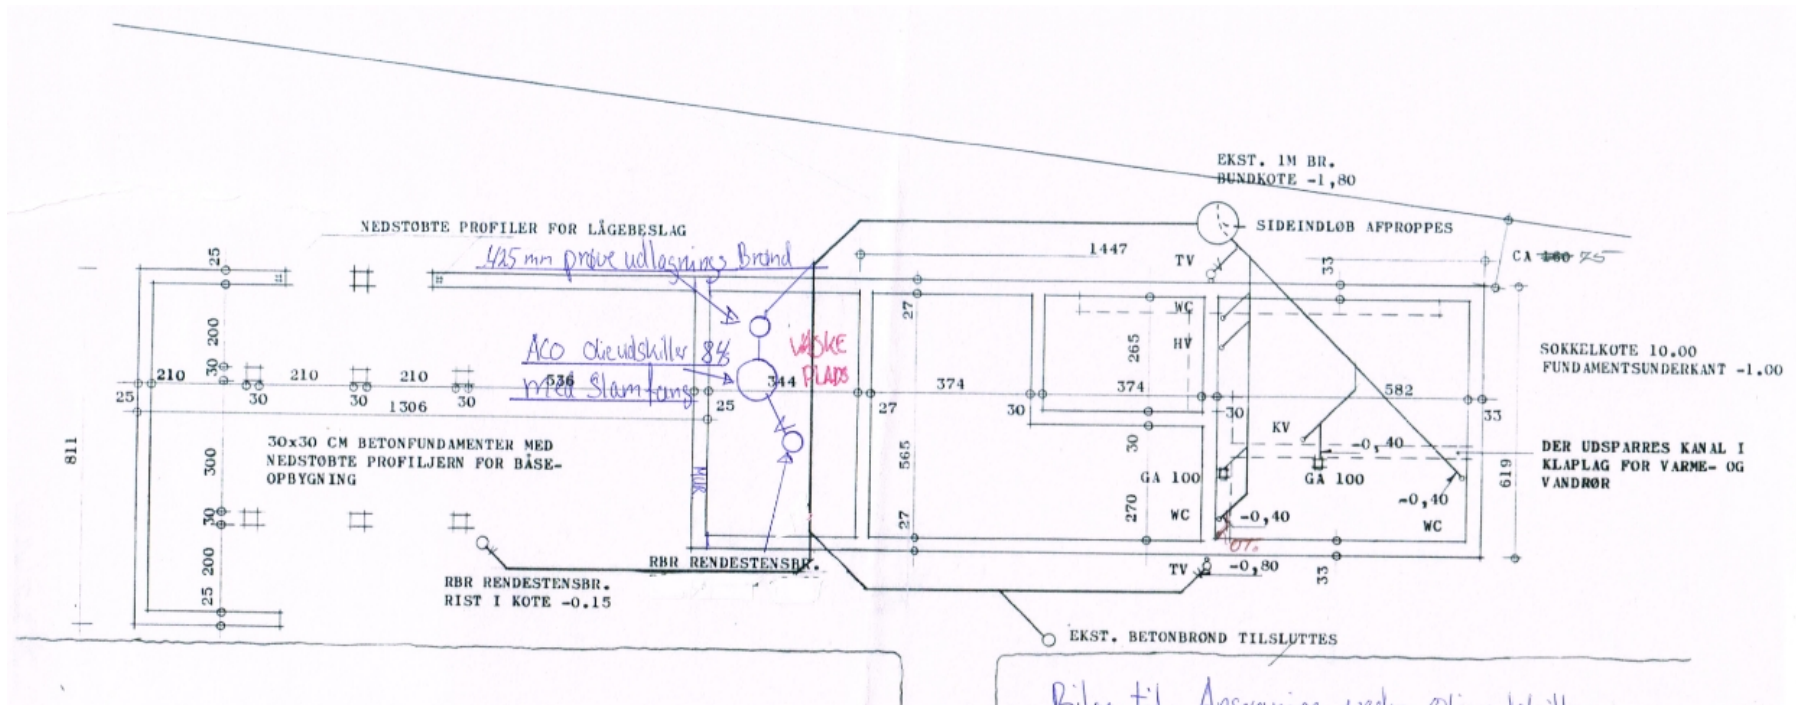 EKST. 1M BR.
BUNDKOTE -1,80
NEDSTØBTE PROFILER FOR LÅGEBESLAG
SIDEINDLØB AFPROPPES
425 mm prøve udtagnings Brønd
1447
TV
33
CA 160 75
25
27
WC
HV
200
265
ACO Olieudskiller
med Slamfang
VASKE
PLADS
SOKKELKOTE 10.00
FUNDAMENTSUNDERKANT -1.00
30
210
210
210
536
344
374
374
582
25
30
30
30
1306
25
27
30
30
33
KV
-0,40
811
30x30 CM BETONFUNDAMENTER MED
NEDSTØBTE PROFILJERN FOR BÅSE-
OPBYGNING
300
565
30
619
DER UDSPARRES KANAL I
KLAPLAG FOR VARME- OG
VANDRØR
MUR
GA 100
GA 100
-0,40
WC
30
27
270
WC
-0,40
RBR RENDESTENSBR.
200
TV
-0,80
33
RBR RENDESTENSBR.
RIST I KOTE -0.15
25
EKST. BETONBRØND TILSLUTTES
Bilag til